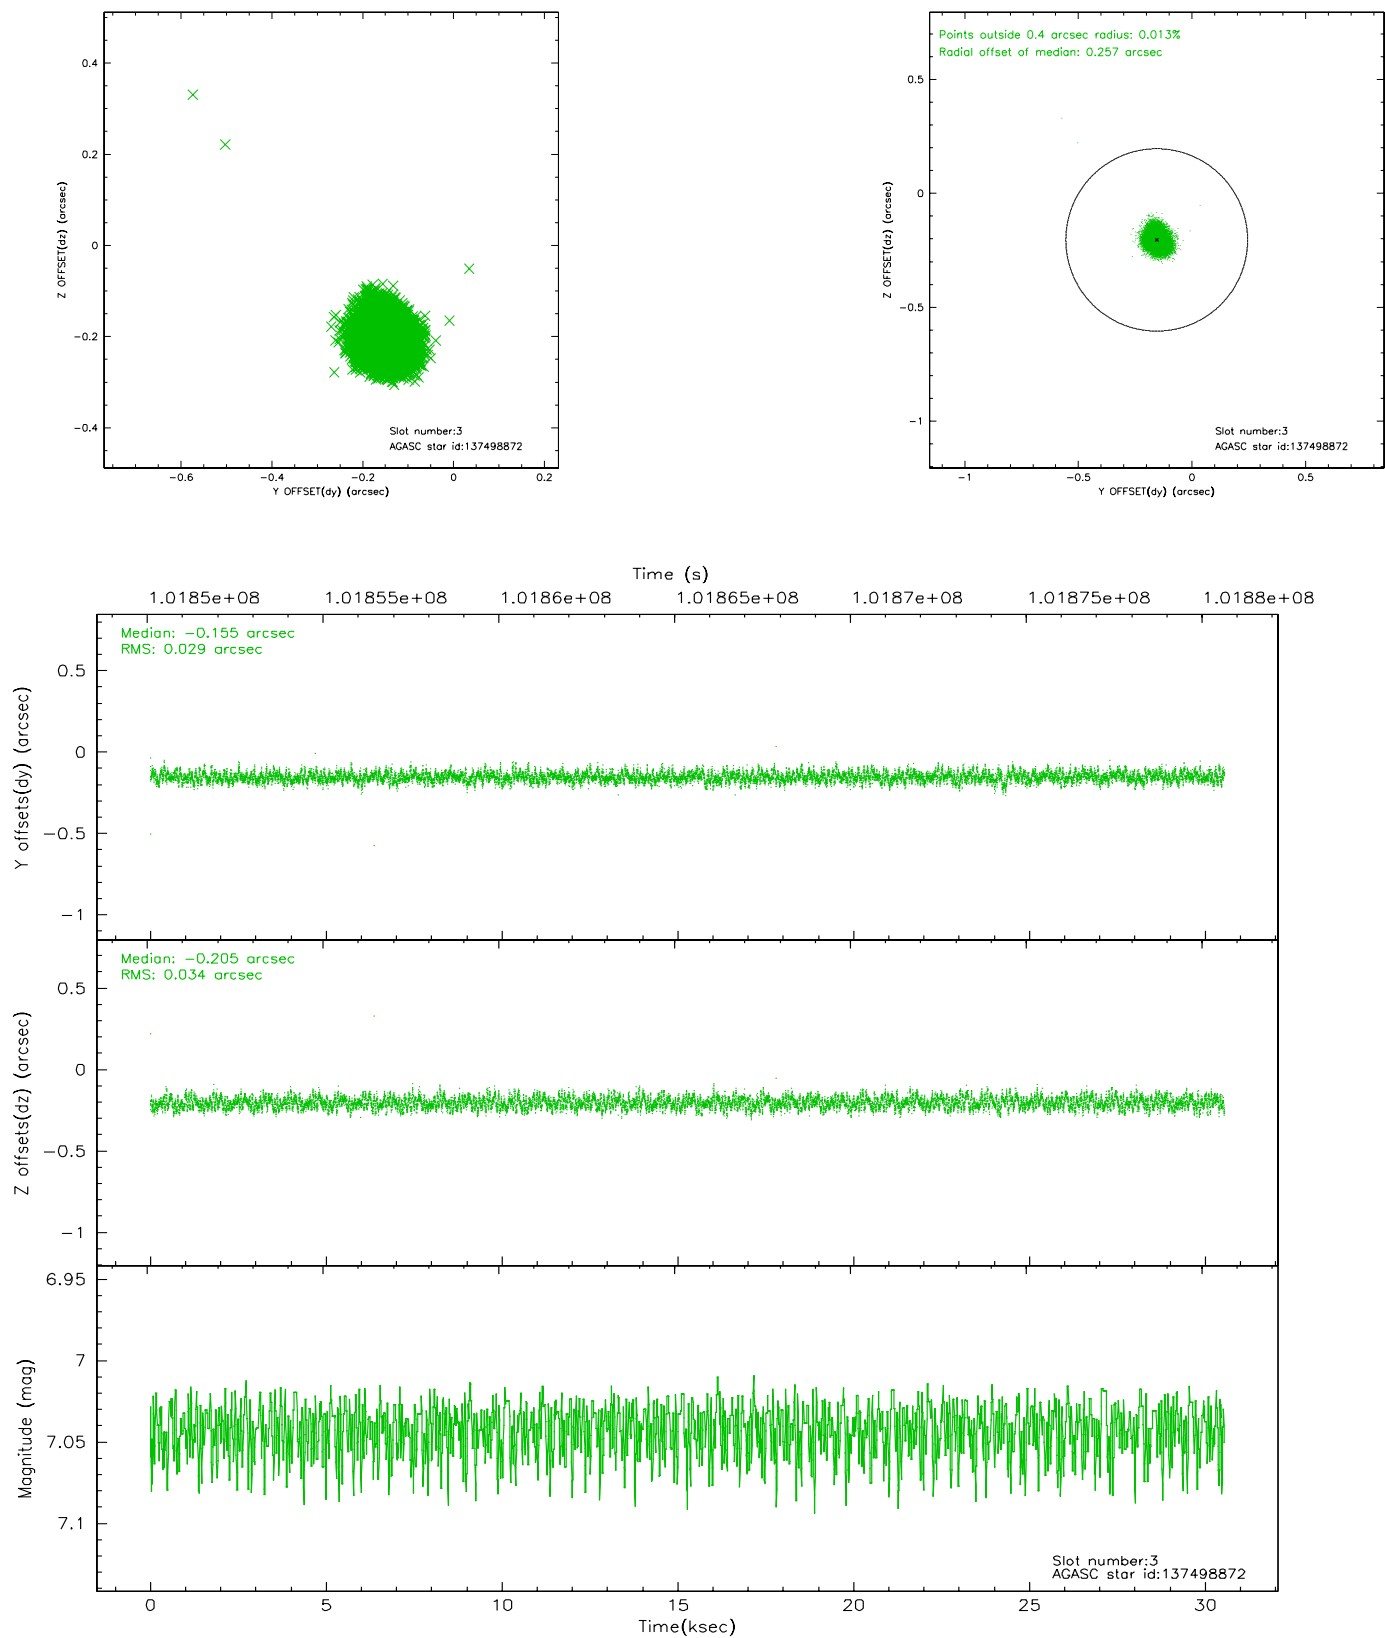 0.4
0.2
0
−0.2
−0.4
Z OFFSET(dz) (arcsec)
Slot number:3
AGASC star id:137498872
−0.6
−0.4
−0.2
0
0.2
Y OFFSET(dy) (arcsec)
Points outside 0.4 arcsec radius: 0.013%
Radial offset of median: 0.257 arcsec
0.5
0
−0.5
−1
Z OFFSET(dz) (arcsec)
Slot number:3
AGASC star id:137498872
−1
−0.5
0
0.5
Y OFFSET(dy) (arcsec)
Time (s)
1.0185e+08
1.01855e+08
1.0186e+08
1.01865e+08
1.0187e+08
1.01875e+08
1.0188e+08
Median: −0.155 arcsec
RMS: 0.029 arcsec
0.5
0
−0.5
−1
Y offsets(dy) (arcsec)
Median: −0.205 arcsec
RMS: 0.034 arcsec
0.5
0
−0.5
−1
Z offsets(dz) (arcsec)
6.95
7
7.05
7.1
Magnitude (mag)
Slot number:3
AGASC star id:137498872
0
5
10
15
20
25
30
Time(ksec)